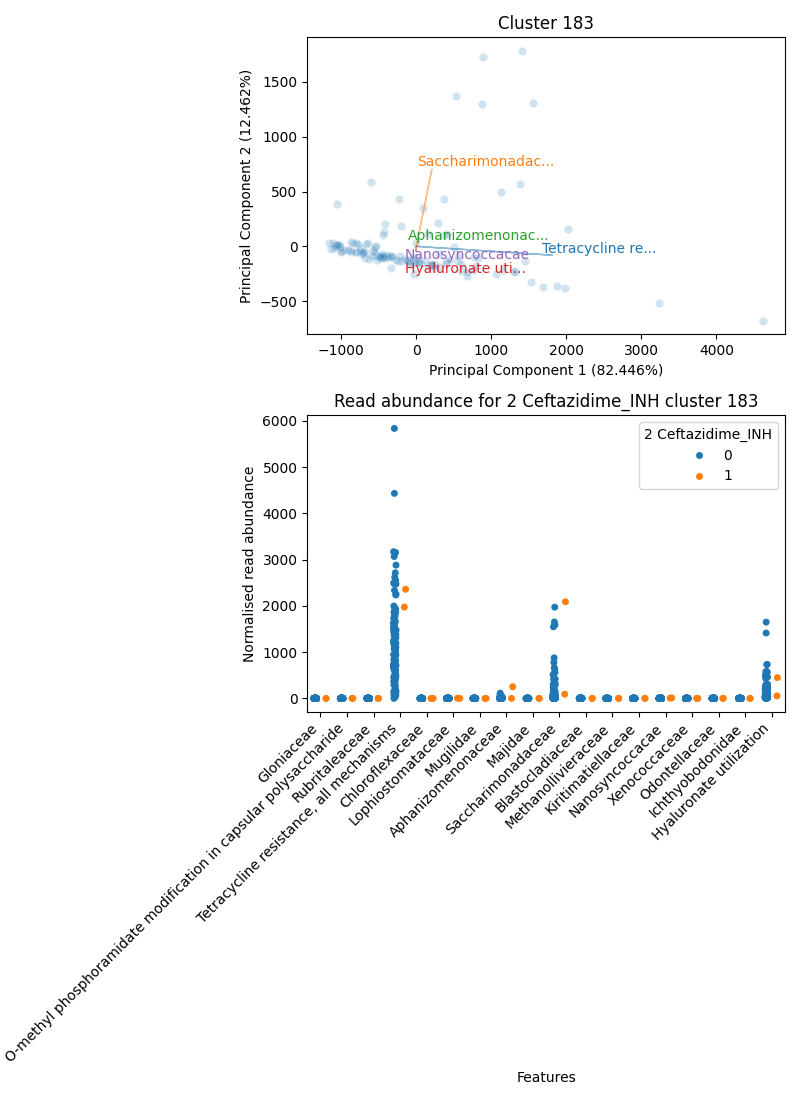 Cluster 183
Principal Component 2 (12.462%)
1500
1000
500
0
−500
Saccharimonadac...
Aphanizomenonac...
Tetracycline re...
Nanosyncoccacae
Hyaluronate uti...
−1000
0
1000
2000
3000
4000
Principal Component 1 (82.446%)
Read abundance for 2 Ceftazidime_INH cluster 183
Normalised read abundance
6000
5000
4000
3000
2000
1000
0
2 Ceftazidime_INH
0
1
Gloniaceae
O-methyl phosphoramidate modification in capsular polysaccharide
Rubritaleaceae
Tetracycline resistance, all mechanisms
Chloroflexaceae
Lophiostomataceae
Mugilidae
Aphanizomenonaceae
Majidae
Saccharimonadaceae
Blastocladiaceae
Methanollivieraceae
Kiritimatiellaceae
Nanosyncoccacae
Xenococcaceae
Odontellaceae
Ichthyobodonidae
Hyaluronate utilization
Features